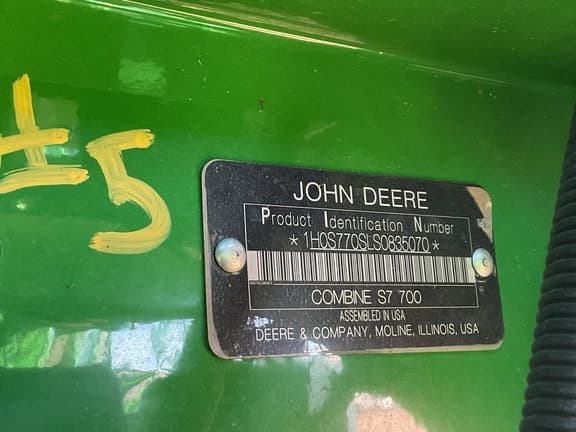 ±5
JOHN DEERE
Product Identification Number
*1H0S770SLS0835070*
COMBINE S7 700
ASSEMBLED IN USA
DEERE & COMPANY, MOLINE, ILLINOIS, USA